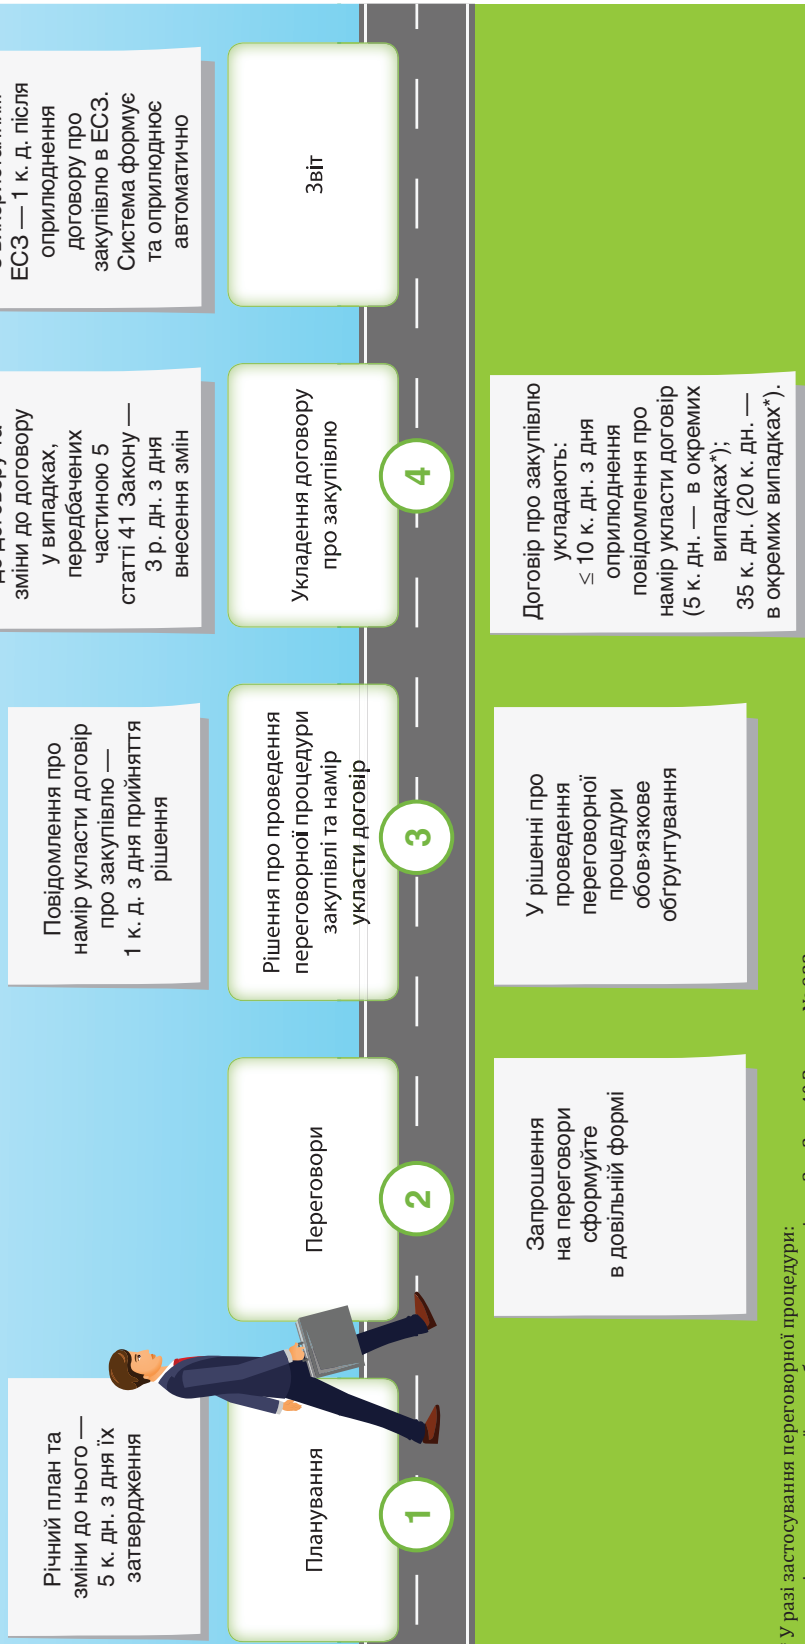 Річний план та
зміни до нього —
5 к. дн. з дня їх
затвердження
Повідомлення про
намір укласти договір
про закупівлю —
1 к. д. з дня прийняття
рішення
зміни до договору
у випадках,
передбачених
частиною 5
статті 41 Закону —
3 р. дн. з дня
внесення змін
ЕСЗ — 1 к. д. після
оприлюднення
договору про
закупівлю в ЕСЗ.
Система формує
та оприлюднює
автоматично
Планування
Переговори
Рішення про проведення
переговорної процедури
закупівлі та намір
укласти договір
Укладення договору
про закупівлю
Звіт
1
2
3
4
Запрошення
на переговори
сформуйте
в довільній формі
У рішенні про
проведення
переговорної
процедури
обов›язкове
обґрунтування
Договір про закупівлю
укладають:
≤ 10 к. дн. з дня
оприлюднення
повідомлення про
намір укласти договір
(5 к. дн. — в окремих
випадках*);
35 к. дн. (20 к. дн. —
в окремих випадках*).
У разі застосування переговорної процедури: